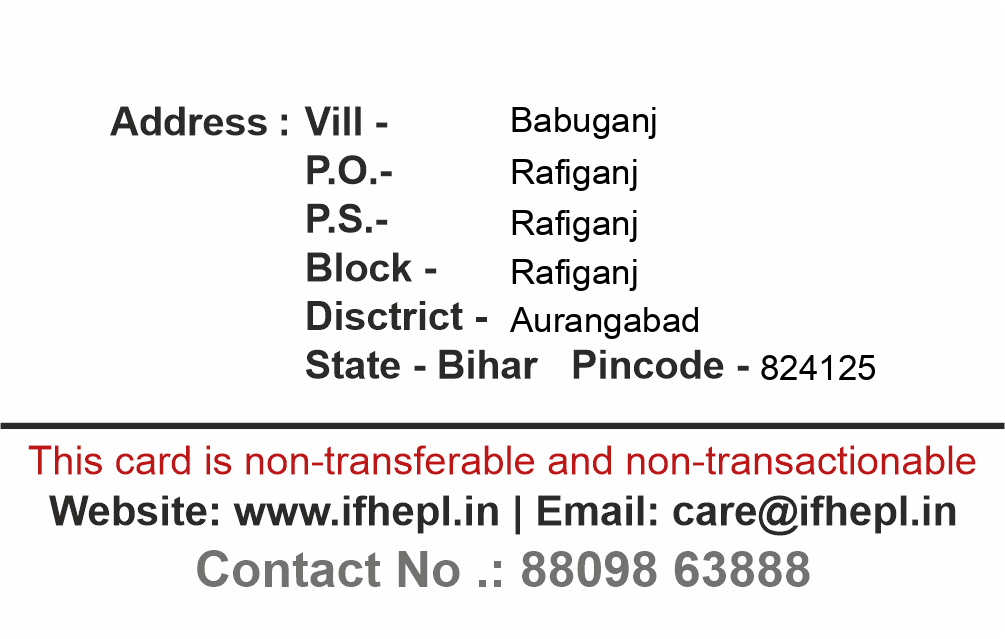 Address : Vill - Babuganj
P.O.- Rafiganj
P.S.- Rafiganj
Block - Rafiganj
Disctrict - Aurangabad
State - Bihar Pincode - 824125
This card is non-transferable and non-transactionable
Website: www.ifhepl.in | Email: care@ifhepl.in
Contact No .: 88098 63888